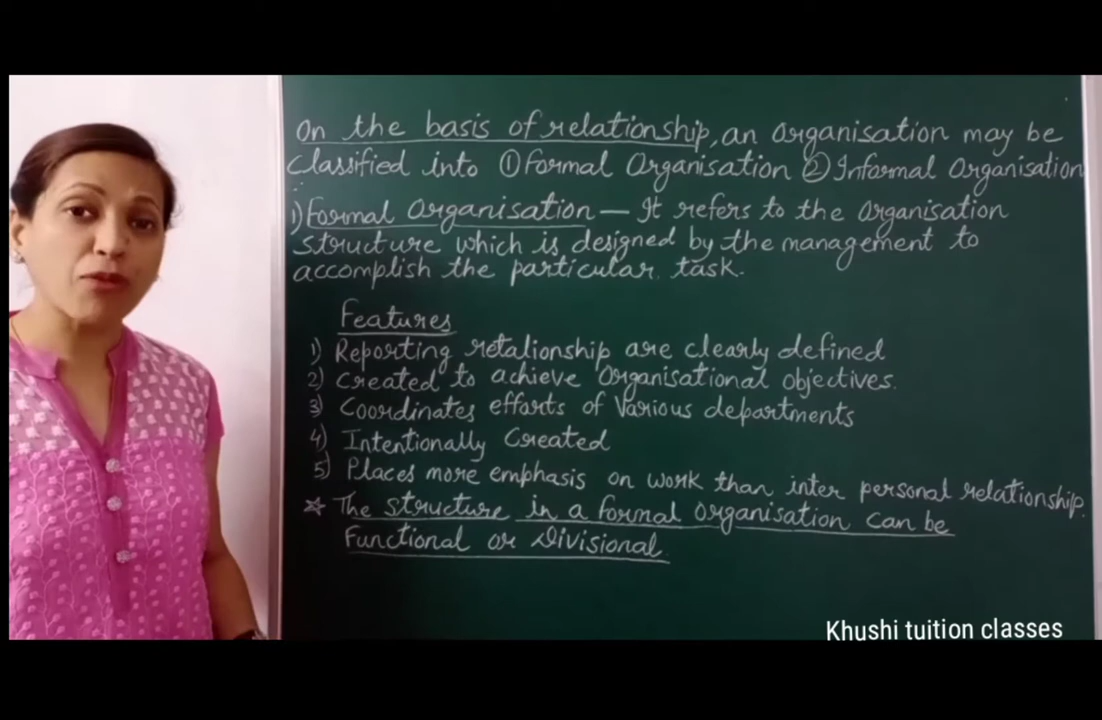 On the basis of relationship, an Organisation may be
Classified into ① Formal Organisation ② Informal Organisation
1) Formal Organisation — It refers to the Organisation
structure which is designed by the management to
accomplish the particular task.
Features
1) Reporting retalionship are clearly defined
2) Created to achieve Organisational objectives.
3) Coordinates efforts of Various departments
4) Intentionally Created
5) Places more emphasis on work than inter personal relationship.
☆ The structure in a formal Organisation can be
Functional or Divisional
Khushi tuition classes